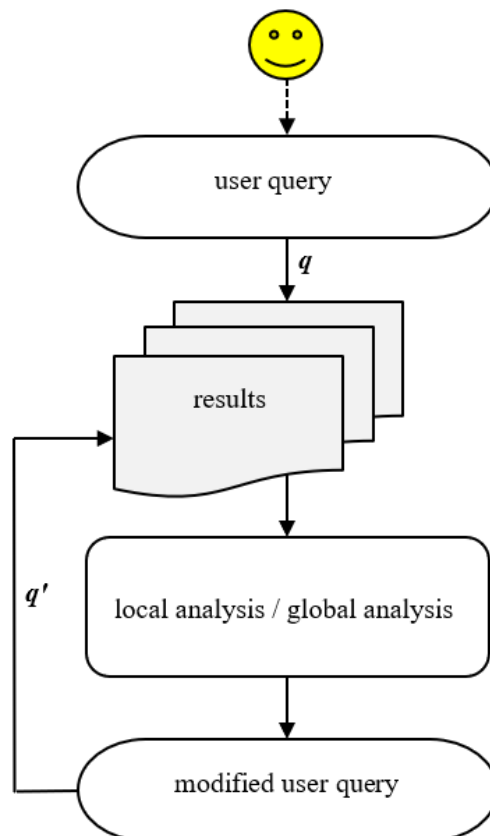 user query
q
results
local analysis / global analysis
q'
modified user query